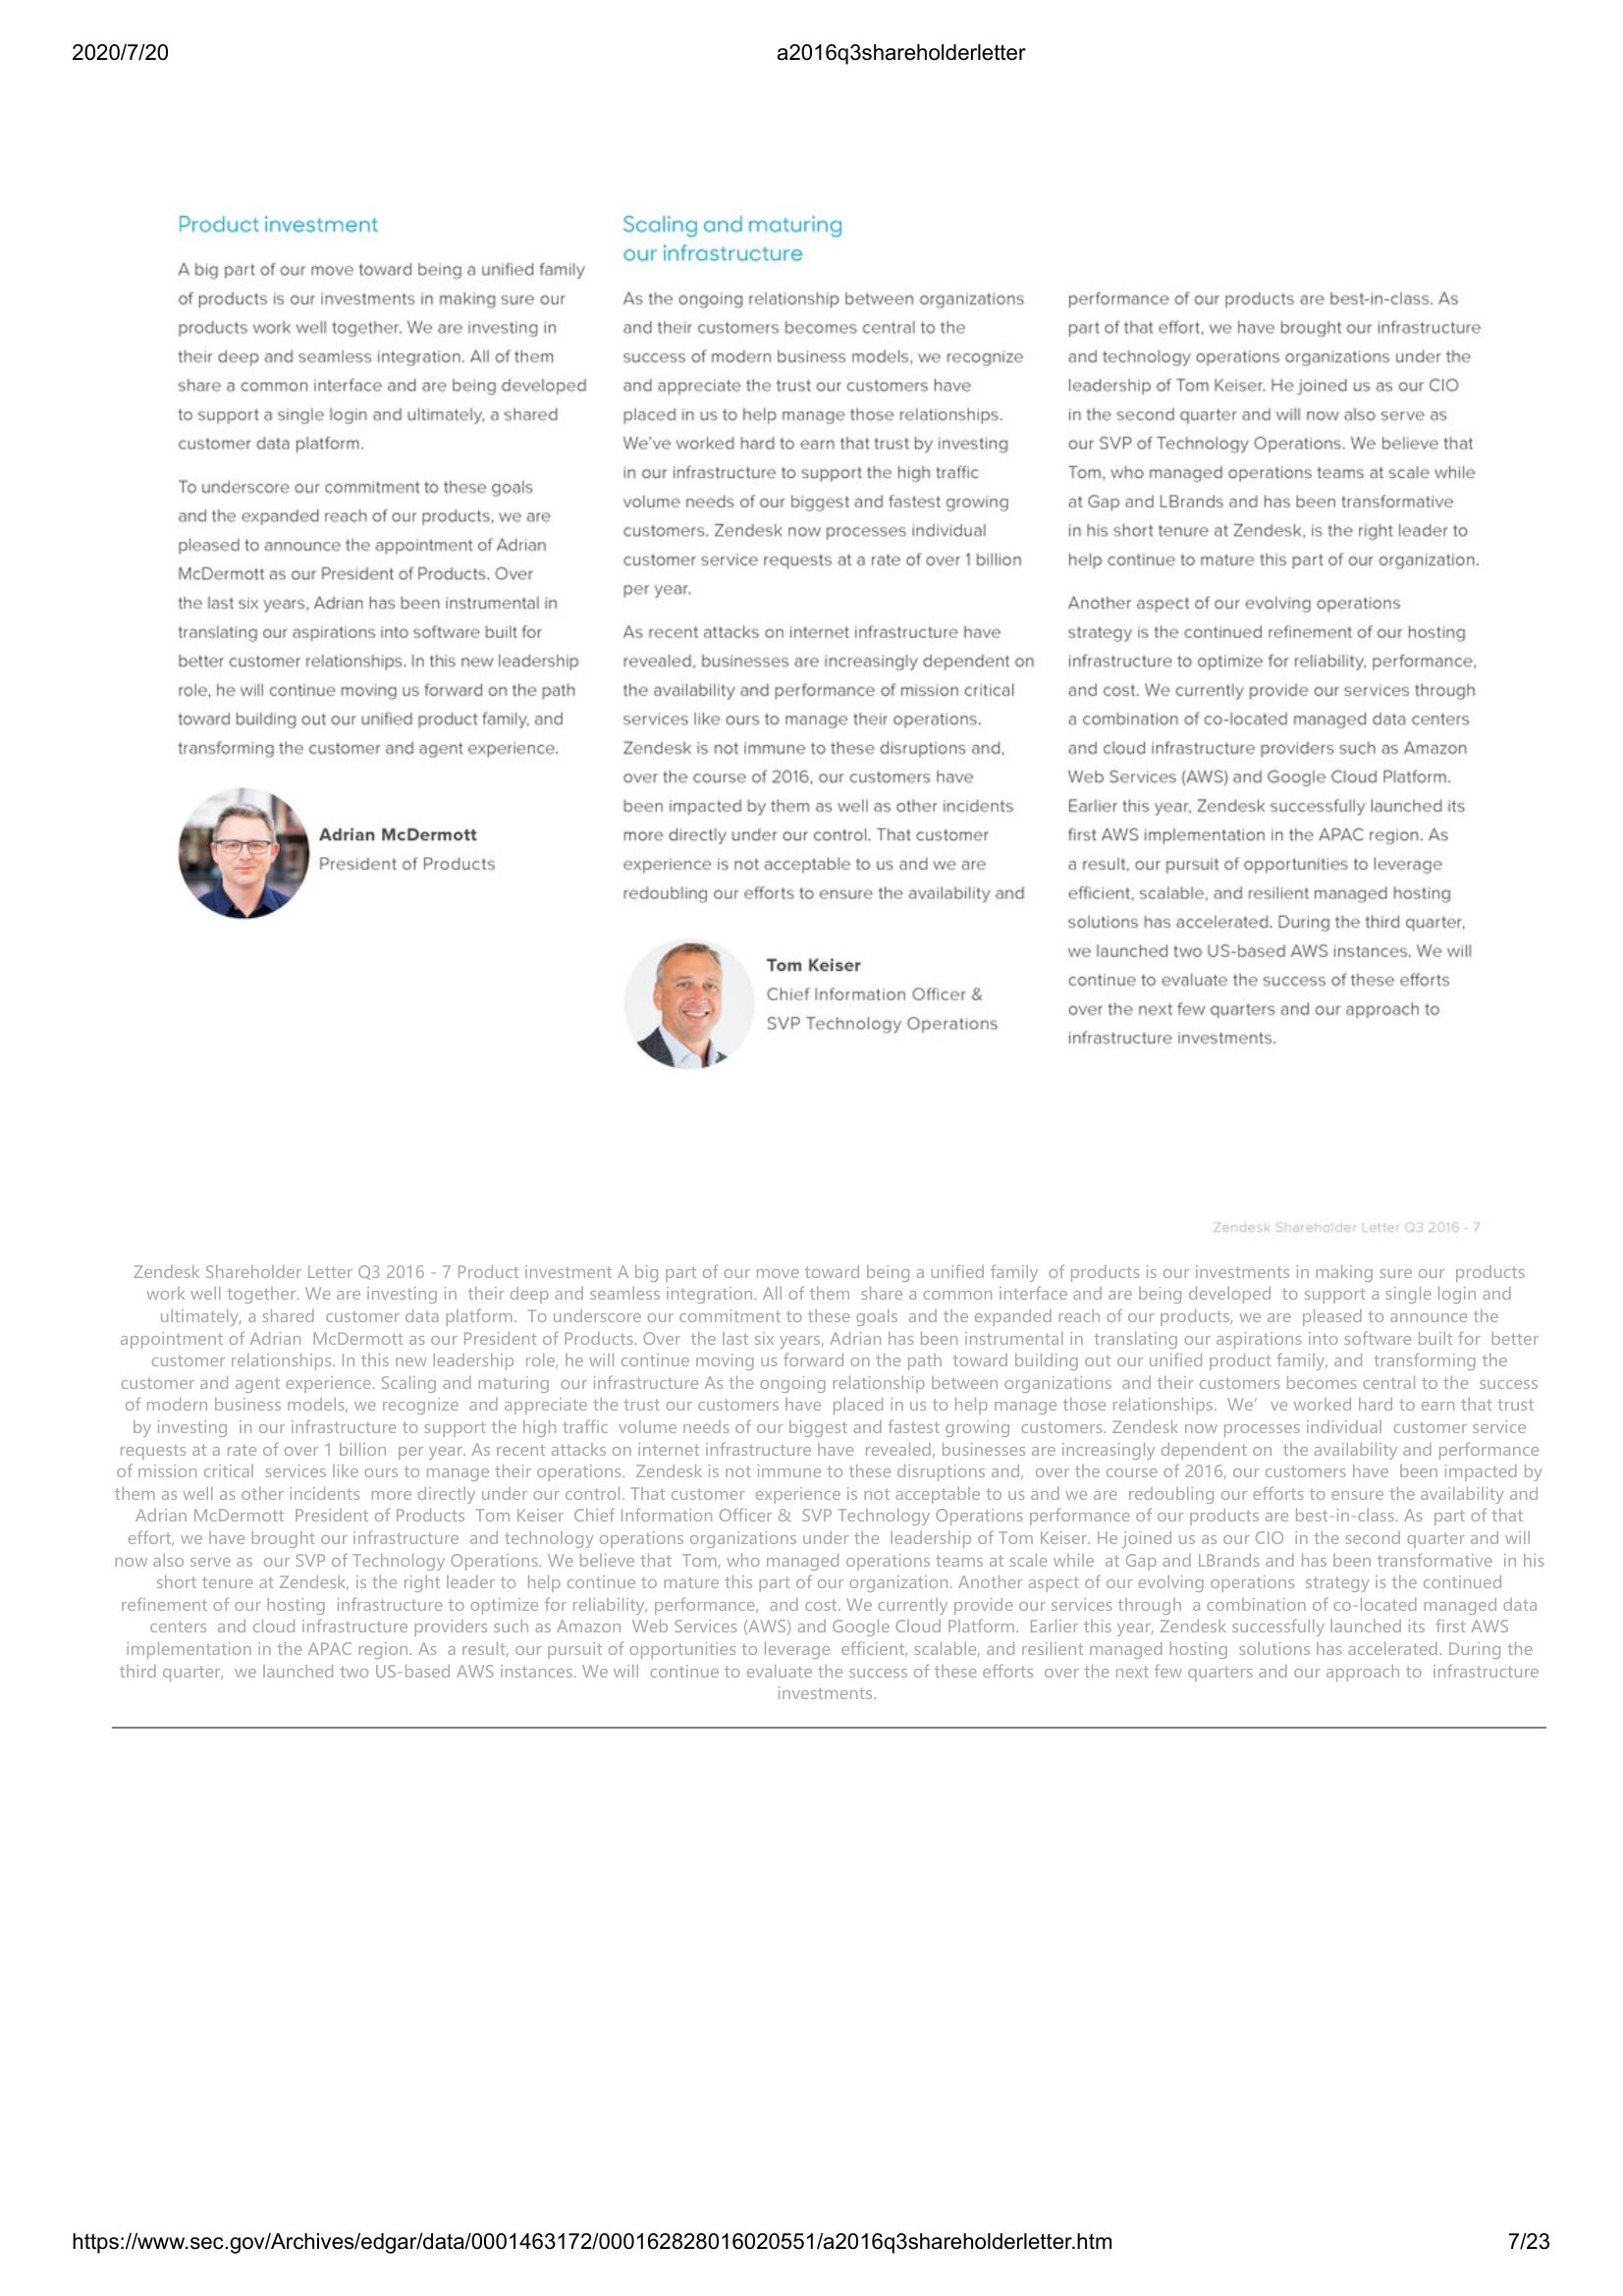 2020/7/20
a2016q3shareholderletter
Product investment
A big part of our move toward being a unified family
of products is our investments in making sure our
products work well together. We are investing in
their deep and seamless integration. All of them
share a common interface and are being developed
to support a single login and ultimately, a shared
customer data platform.
To underscore our commitment to these goals
and the expanded reach of our products, we are
pleased to announce the appointment of Adrian
McDermott as our President of Products. Over
the last six years, Adrian has been instrumental in
translating our aspirations into software built for
better customer relationships. In this new leadership
role, he will continue moving us forward on the path
toward building out our unified product family, and
transforming the customer and agent experience.
Adrian McDermott
President of Products
Scaling and maturing
our infrastructure
As the ongoing relationship between organizations
and their customers becomes central to the
success of modern business models, we recognize
and appreciate the trust our customers have
placed in us to help manage those relationships.
We've worked hard to earn that trust by investing
in our infrastructure to support the high traffic
volume needs of our biggest and fastest growing
customers. Zendesk now processes individual
customer service requests at a rate of over 1 billion
per year.
As recent attacks on internet infrastructure have
revealed, businesses are increasingly dependent on
the availability and performance of mission critical
services like ours to manage their operations.
Zendesk is not immune to these disruptions and,
over the course of 2016, our customers have
been impacted by them as well as other incidents
more directly under our control. That customer
experience is not acceptable to us and we are
redoubling our efforts to ensure the availability and
Tom Keiser
Chief Information Officer &
SVP Technology Operations
performance of our products are best-in-class. As
part of that effort, we have brought our infrastructure
and technology operations organizations under the
leadership of Tom Keiser. He joined us as our CIO
in the second quarter and will now also serve as
our SVP of Technology Operations. We believe that
Tom, who managed operations teams at scale while
at Gap and LBrands and has been transformative
in his short tenure at Zendesk, is the right leader to
help continue to mature this part of our organization.
Another aspect of our evolving operations
strategy is the continued refinement of our hosting
infrastructure to optimize for reliability, performance,
and cost. We currently provide our services through
a combination of co-located managed data centers
and cloud infrastructure providers such as Amazon
Web Services (AWS) and Google Cloud Platform.
Earlier this year, Zendesk successfully launched its
first AWS implementation in the APAC region. As
a result, our pursuit of opportunities to leverage
efficient, scalable, and resilient managed hosting
solutions has accelerated. During the third quarter,
we launched two US-based AWS instances. We will
continue to evaluate the success of these efforts
over the next few quarters and our approach to
infrastructure investments.
Zendesk Shareholder Letter Q3 2016 - 7
Zendesk Shareholder Letter Q3 2016 - 7 Product investment A big part of our move toward being a unified family of products is our investments in making sure our products
work well together. We are investing in their deep and seamless integration. All of them share a common interface and are being developed to support a single login and
ultimately, a shared customer data platform. To underscore our commitment to these goals and the expanded reach of our products, we are pleased to announce the
appointment of Adrian McDermott as our President of Products. Over the last six years, Adrian has been instrumental in translating our aspirations into software built for better
customer relationships. In this new leadership role, he will continue moving us forward on the path toward building out our unified product family, and transforming the
customer and agent experience. Scaling and maturing our infrastructure As the ongoing relationship between organizations and their customers becomes central to the success
of modern business models, we recognize and appreciate the trust our customers have placed in us to help manage those relationships. We' ve worked hard to earn that trust
by investing in our infrastructure to support the high traffic volume needs of our biggest and fastest growing customers. Zendesk now processes individual customer service
requests at a rate of over 1 billion per year. As recent attacks on internet infrastructure have revealed, businesses are increasingly dependent on the availability and performance
of mission critical services like ours to manage their operations. Zendesk is not immune to these disruptions and, over the course of 2016, our customers have been impacted by
them as well as other incidents more directly under our control. That customer experience is not acceptable to us and we are redoubling our efforts to ensure the availability and
Adrian McDermott President of Products Tom Keiser Chief Information Officer & SVP Technology Operations performance of our products are best-in-class. As part of that
effort, we have brought our infrastructure and technology operations organizations under the leadership of Tom Keiser. He joined us as our CIO in the second quarter and will
now also serve as our SVP of Technology Operations. We believe that Tom, who managed operations teams at scale while at Gap and LBrands and has been transformative in his
short tenure at Zendesk, is the right leader to help continue to mature this part of our organization. Another aspect of our evolving operations strategy is the continued
refinement of our hosting infrastructure to optimize for reliability, performance, and cost. We currently provide our services through a combination of co-located managed data
centers and cloud infrastructure providers such as Amazon Web Services (AWS) and Google Cloud Platform. Earlier this year, Zendesk successfully launched its first AWS
implementation in the APAC region. As a result, our pursuit of opportunities to leverage efficient, scalable, and resilient managed hosting solutions has accelerated. During the
third quarter, we launched two US-based AWS instances. We will continue to evaluate the success of these efforts over the next few quarters and our approach to infrastructure
investments.
https://www.sec.gov/Archives/edgar/data/0001463172/000162828016020551/a2016q3shareholderletter.htm
7/23